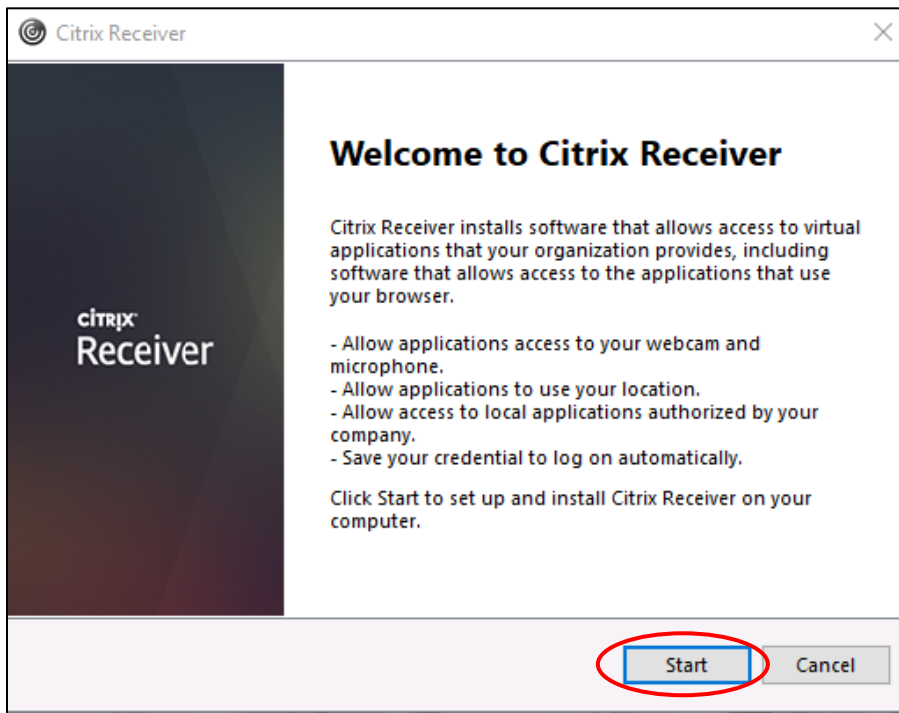 Citrix Receiver
Welcome to Citrix Receiver
Citrix Receiver installs software that allows access to virtual
applications that your organization provides, including
software that allows access to the applications that use
your browser.
- Allow applications access to your webcam and
microphone.
- Allow applications to use your location.
- Allow access to local applications authorized by your
company.
- Save your credential to log on automatically.
Click Start to set up and install Citrix Receiver on your
computer.
citrix
Receiver
Start
Cancel